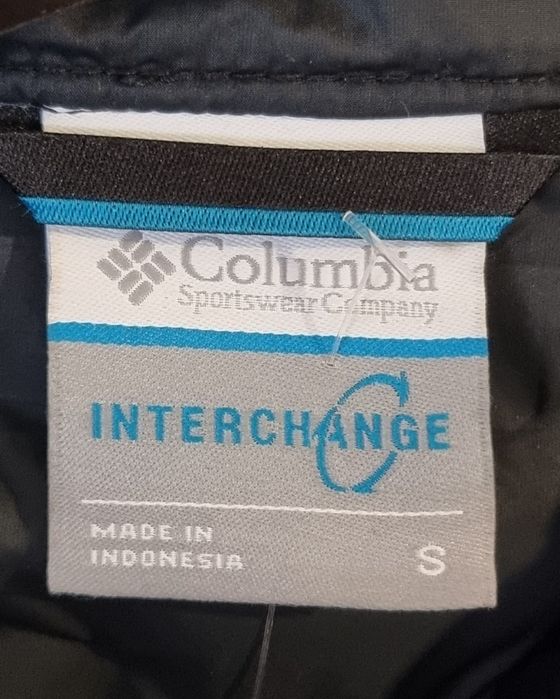 Columbia
Sportswear Company
INTERCHANGE
MADE IN
INDONESIA
S